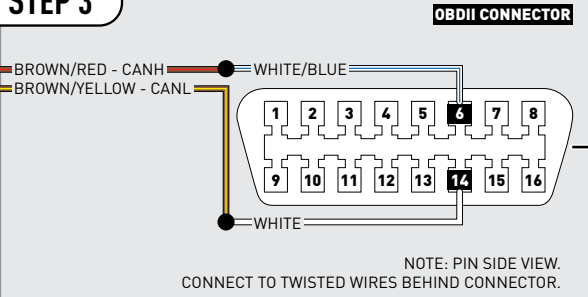 STEP 3
OBDII CONNECTOR
BROWN/RED - CANH
WHITE/BLUE
BROWN/YELLOW - CANL
1 2 3 4 5 6 7 8
9 10 11 12 13 14 15 16
WHITE
NOTE: PIN SIDE VIEW.
CONNECT TO TWISTED WIRES BEHIND CONNECTOR.